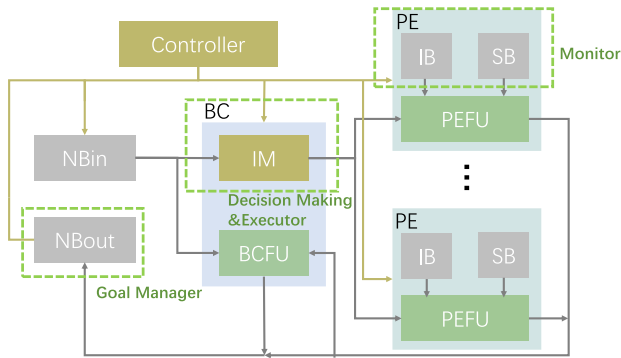 Controller
PE
IB
SB
Monitor
PEFU
BC
NBin
IM
Decision Making
&Executor
NBout
BCFU
Goal Manager
PE
IB
SB
PEFU